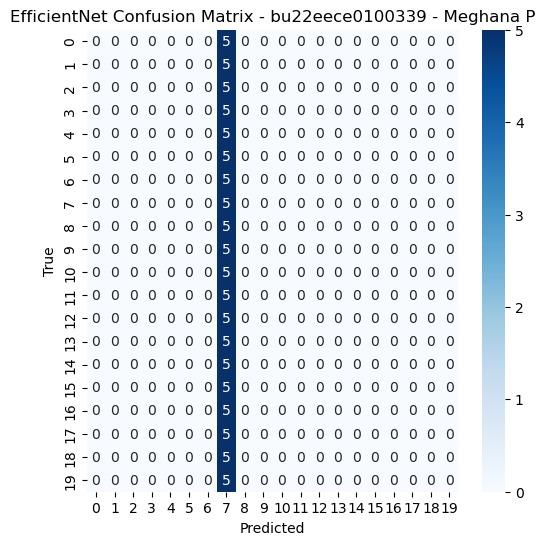 EfficientNet Confusion Matrix - bu22eece0100339 - Meghana P
0 0 0 0 0 0 0 0 5 0 0 0 0 0 0 0 0 0 0 0 0
1 0 0 0 0 0 0 0 5 0 0 0 0 0 0 0 0 0 0 0 0
2 0 0 0 0 0 0 0 5 0 0 0 0 0 0 0 0 0 0 0 0
3 0 0 0 0 0 0 0 5 0 0 0 0 0 0 0 0 0 0 0 0
4 0 0 0 0 0 0 0 5 0 0 0 0 0 0 0 0 0 0 0 0
5 0 0 0 0 0 0 0 5 0 0 0 0 0 0 0 0 0 0 0 0
6 0 0 0 0 0 0 0 5 0 0 0 0 0 0 0 0 0 0 0 0
7 0 0 0 0 0 0 0 5 0 0 0 0 0 0 0 0 0 0 0 0
8 0 0 0 0 0 0 0 5 0 0 0 0 0 0 0 0 0 0 0 0
9 0 0 0 0 0 0 0 5 0 0 0 0 0 0 0 0 0 0 0 0
10 0 0 0 0 0 0 0 5 0 0 0 0 0 0 0 0 0 0 0 0
11 0 0 0 0 0 0 0 5 0 0 0 0 0 0 0 0 0 0 0 0
12 0 0 0 0 0 0 0 5 0 0 0 0 0 0 0 0 0 0 0 0
13 0 0 0 0 0 0 0 5 0 0 0 0 0 0 0 0 0 0 0 0
14 0 0 0 0 0 0 0 5 0 0 0 0 0 0 0 0 0 0 0 0
15 0 0 0 0 0 0 0 5 0 0 0 0 0 0 0 0 0 0 0 0
16 0 0 0 0 0 0 0 5 0 0 0 0 0 0 0 0 0 0 0 0
17 0 0 0 0 0 0 0 5 0 0 0 0 0 0 0 0 0 0 0 0
18 0 0 0 0 0 0 0 5 0 0 0 0 0 0 0 0 0 0 0 0
19 0 0 0 0 0 0 0 5 0 0 0 0 0 0 0 0 0 0 0 0
0 1 2 3 4 5 6 7 8 9 10 11 12 13 14 15 16 17 18 19
Predicted
True
5
4
3
2
1
0